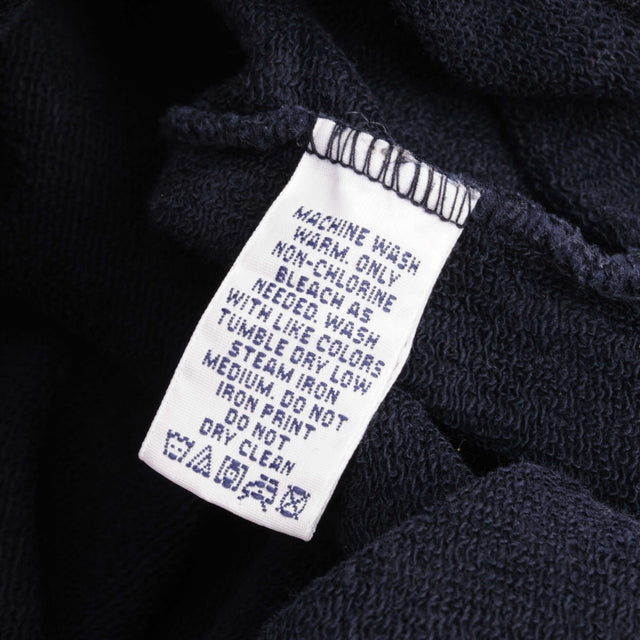 MACHINE WASH
WARM. ONLY
NON-CHLORINE
BLEACH AS
NEEDED. WASH
WITH LIKE COLORS
TUMBLE DRY LOW
STEAM IRON
MEDIUM. DO NOT
IRON PRINT
DO NOT
DRY CLEAN